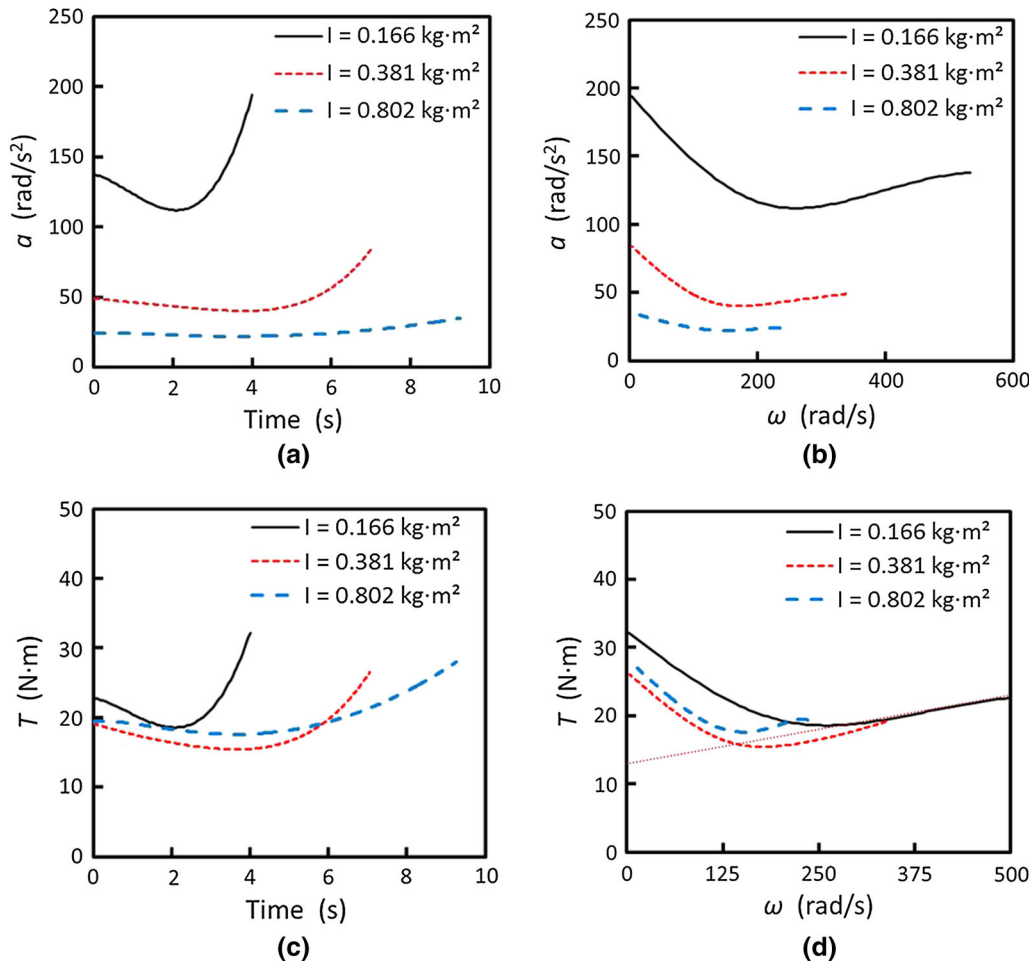 250
200
150
100
50
0
a (rad/s²)
I = 0.166 kg·m²
I = 0.381 kg·m²
I = 0.802 kg·m²
0 2 4 6 8 10
Time (s)
(a)
250
200
150
100
50
0
a (rad/s²)
I = 0.166 kg·m²
I = 0.381 kg·m²
I = 0.802 kg·m²
0 200 400 600
ω (rad/s)
(b)
50
40
30
20
10
0
T (N·m)
I = 0.166 kg·m²
I = 0.381 kg·m²
I = 0.802 kg·m²
0 2 4 6 8 10
Time (s)
(c)
50
40
30
20
10
0
T (N·m)
I = 0.166 kg·m²
I = 0.381 kg·m²
I = 0.802 kg·m²
0 125 250 375 500
ω (rad/s)
(d)